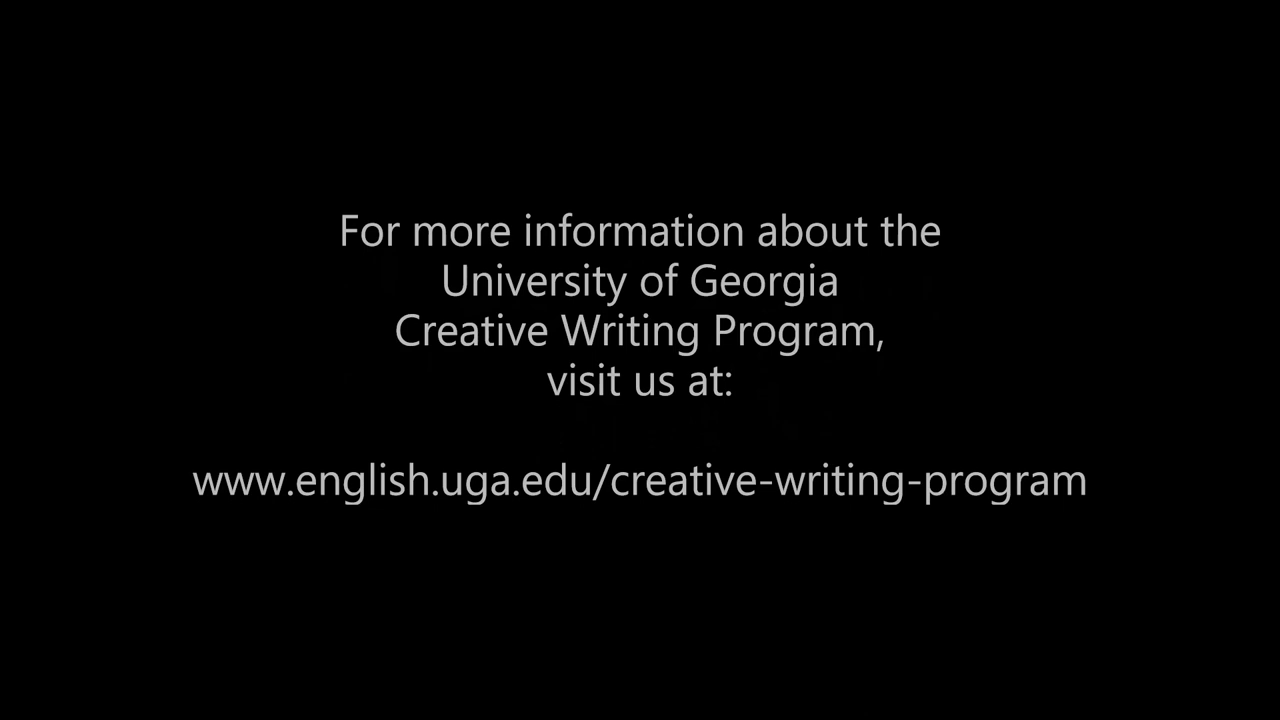 For more information about the
University of Georgia
Creative Writing Program,
visit us at:
www.english.uga.edu/creative-writing-program